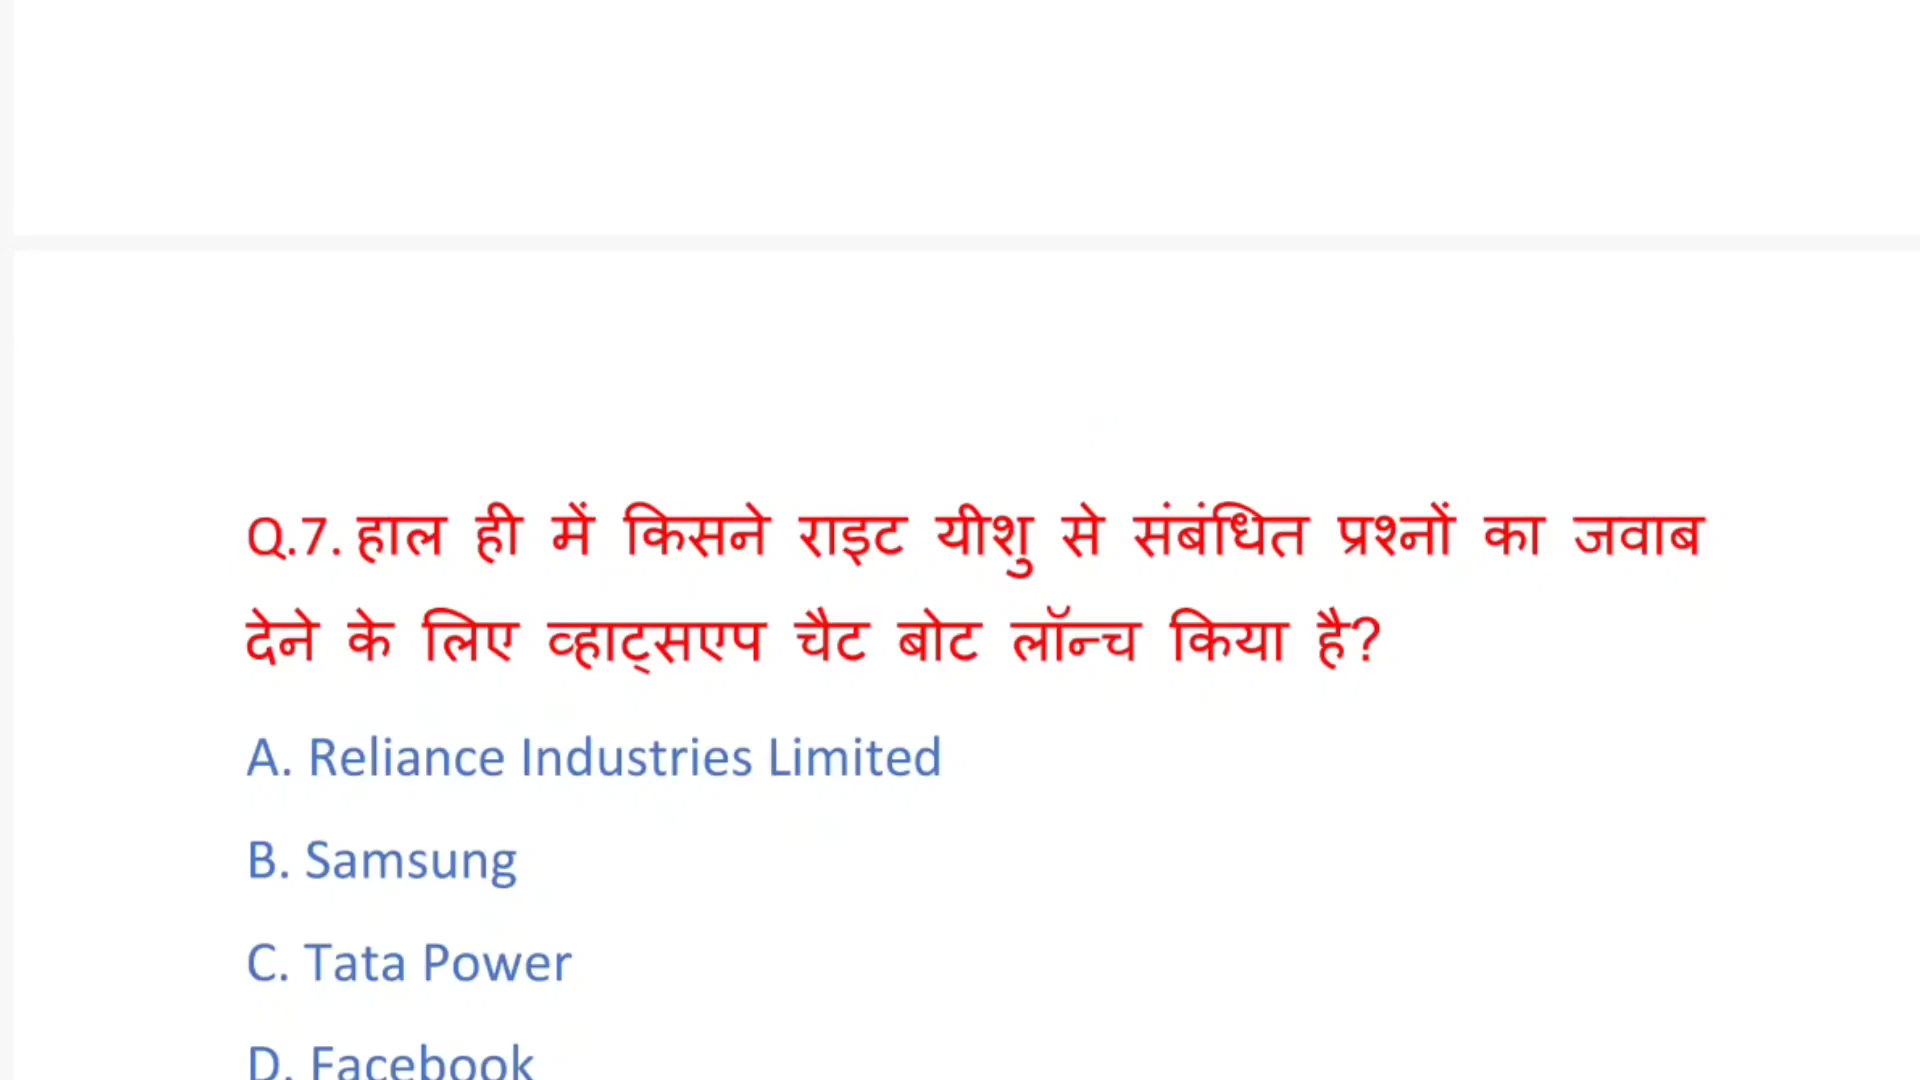 Q.7. हाल ही में किसने राइट यीशु से संबंधित प्रश्नों का जवाब
देने के लिए व्हाट्सएप चैट बोट लॉन्च किया है?
A. Reliance Industries Limited
B. Samsung
C. Tata Power
D. Facebook